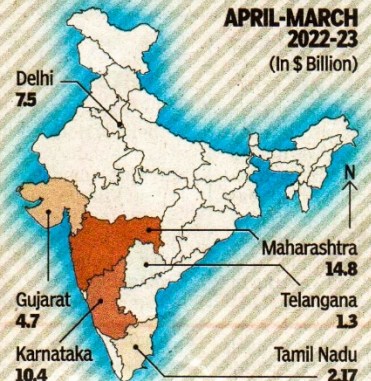 APRIL-MARCH
2022-23
(In $ Billion)
Delhi
7.5
N
Maharashtra
14.8
Gujarat
4.7
Telangana
1.3
Karnataka
10.4
Tamil Nadu
2.17